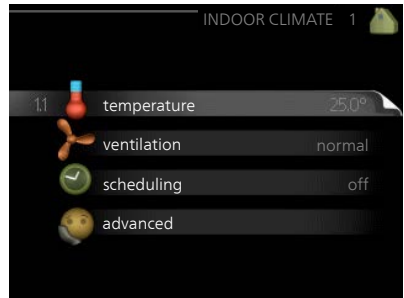 INDOOR CLIMATE 1
1.1 temperature 25.0°
ventilation normal
scheduling off
advanced